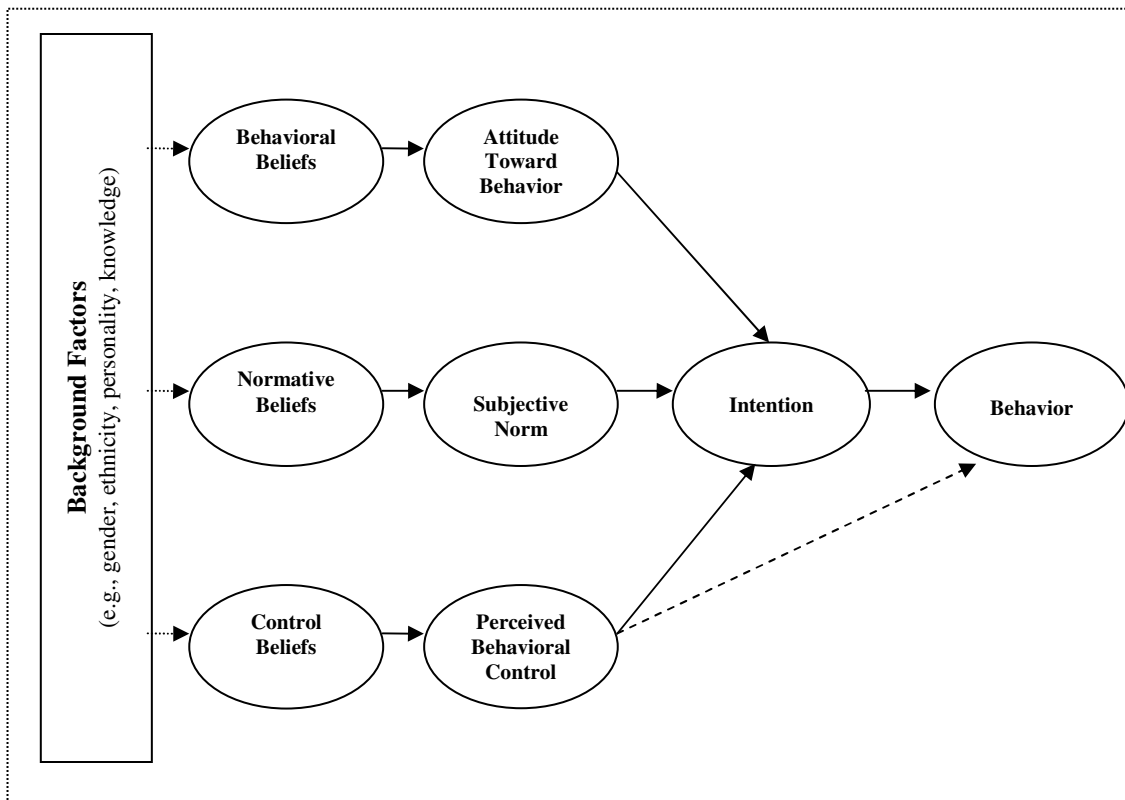 Background Factors
(e.g., gender, ethnicity, personality, knowledge)
Behavioral
Beliefs
Attitude
Toward
Behavior
Normative
Beliefs
Subjective
Norm
Intention
Behavior
Control
Beliefs
Perceived
Behavioral
Control